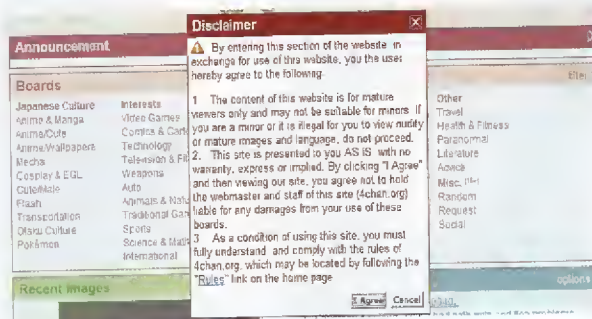 Disclaimer
Announcement
By entering this section of the website in
exchange for use of this website, you the user
hereby agree to the following:
1 The content of this website is for mature
viewers only and may not be suitable for minors. If
you are a minor or it is illegal for you to view nudity
or mature images and language, do not proceed.
2. This site is presented to you AS IS with no
warranty, express or implied. By clicking "I Agree"
and then viewing our site, you agree not to hold
the webmaster and staff of this site (4chan.org)
liable for any damages from your use of these
boards.
3 As a condition of using this site, you must
fully understand and comply with the rules of
4chan.org, which may be located by following the
"Rules" link on the home page
I Agree Cancel
Boards
filter
Japanese Culture
Anime & Manga
Anime/Cute
Anime/Wallpapers
Mecha
Cosplay & EGL
Cute/Male
Flash
Transportation
Otaku Culture
Pokémon
Interests
Video Games
Comics &
Technology
Television &
Weapons
Auto
Animals &
Traditional
Sports
Science &
International
Other
Travel
Health & Fitness
Paranormal
Literature
Advice
Misc.
Random
Request
Social
Recent Images
options